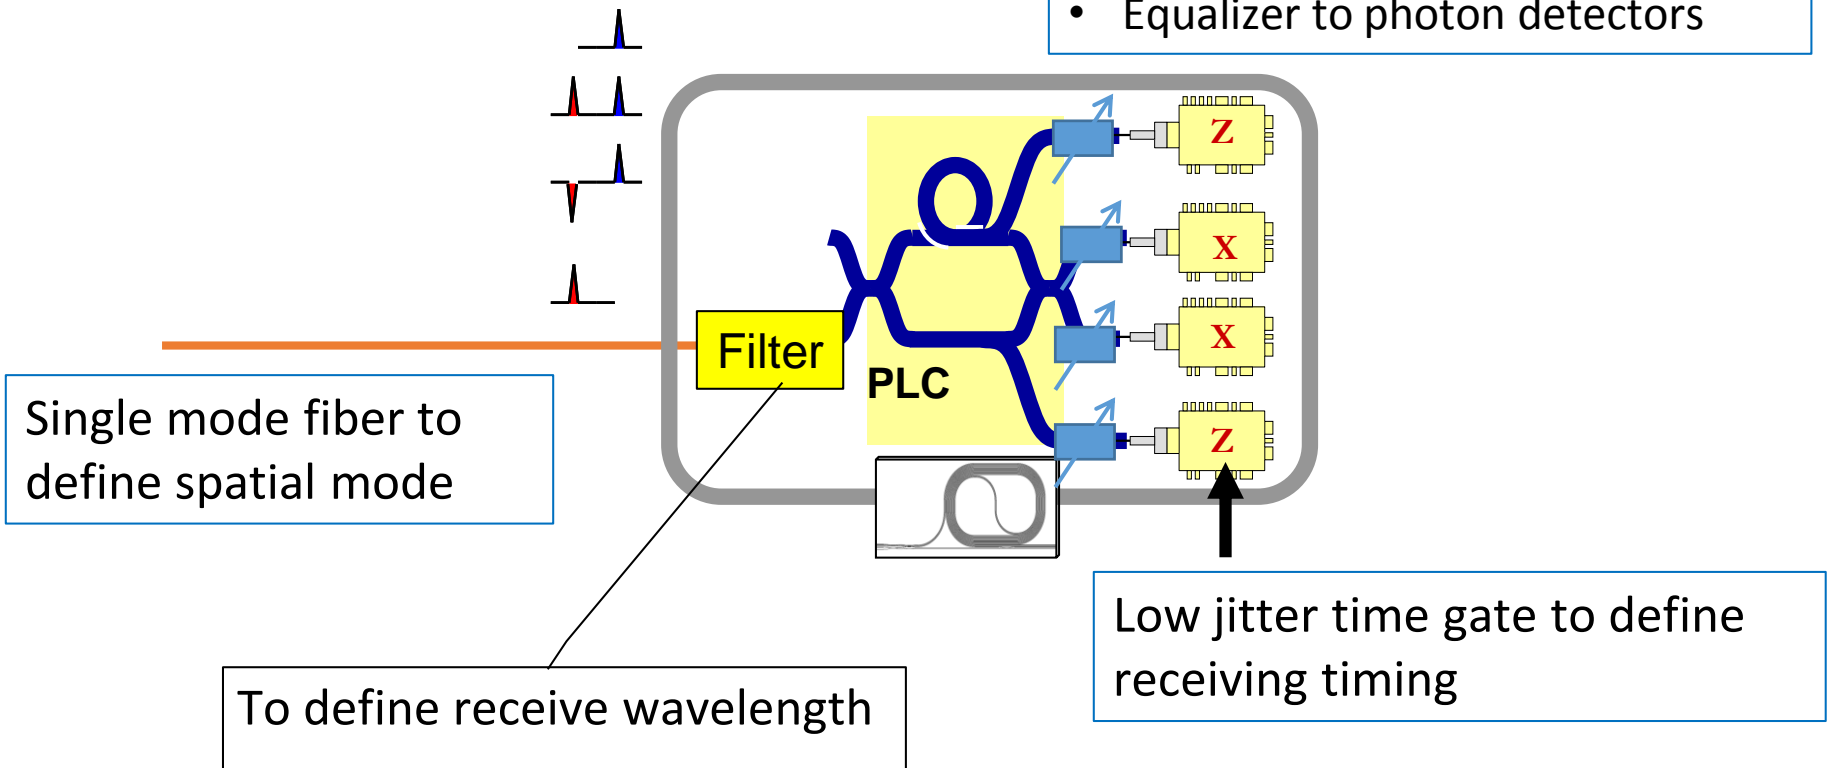 • Equalizer to photon detectors
Z
X
Filter
X
PLC
Single mode fiber to
define spatial mode
Z
Low jitter time gate to define
receiving timing
To define receive wavelength